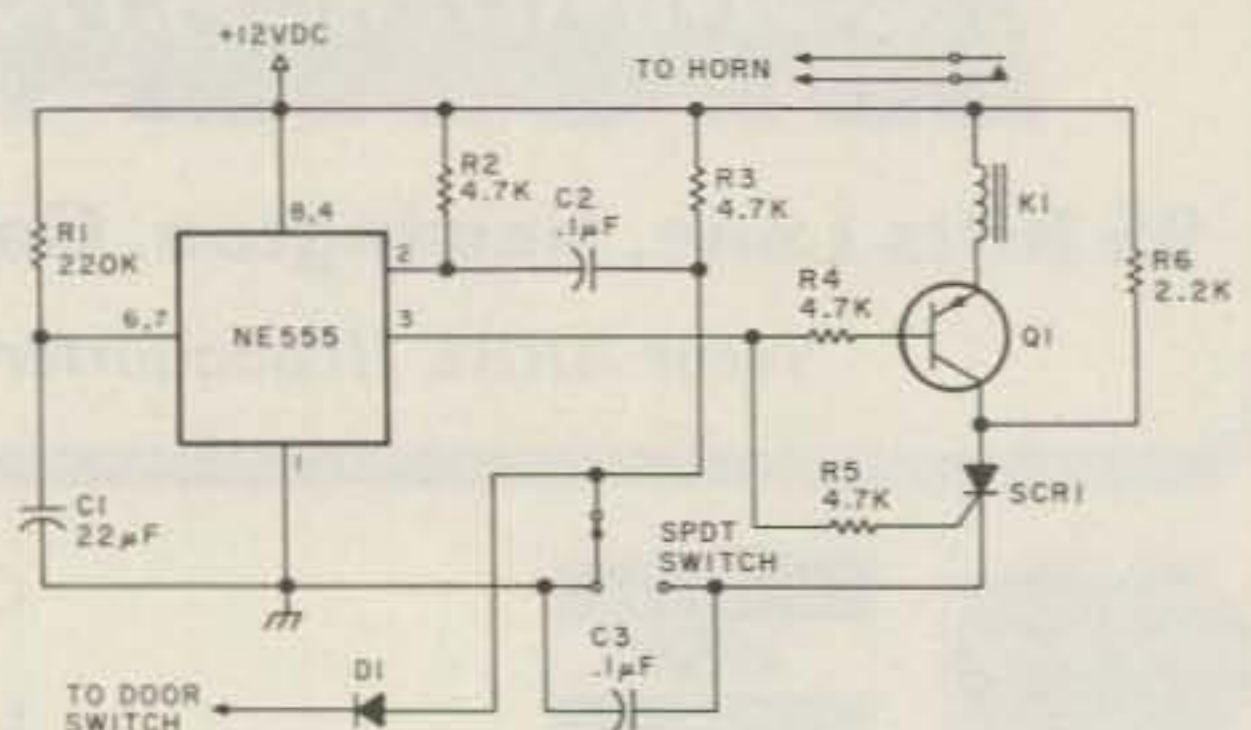 +12VDC
TO HORN
R1
220K
8,4
R2
4.7K
C2
.1µF
R3
4.7K
K1
R6
2.2K
2
6,7
NE555
3
R4
4.7K
Q1
1
C1
22µF
R5
4.7K
SCR1
SPDT
SWITCH
C3
.1µF
D1
TO DOOR
SWITCH